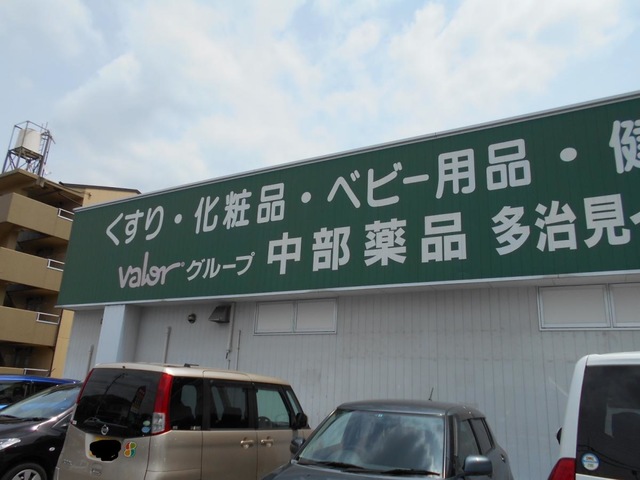 くすり・化粧品・ベビー用品・健
valor グループ 中部薬品 多治見